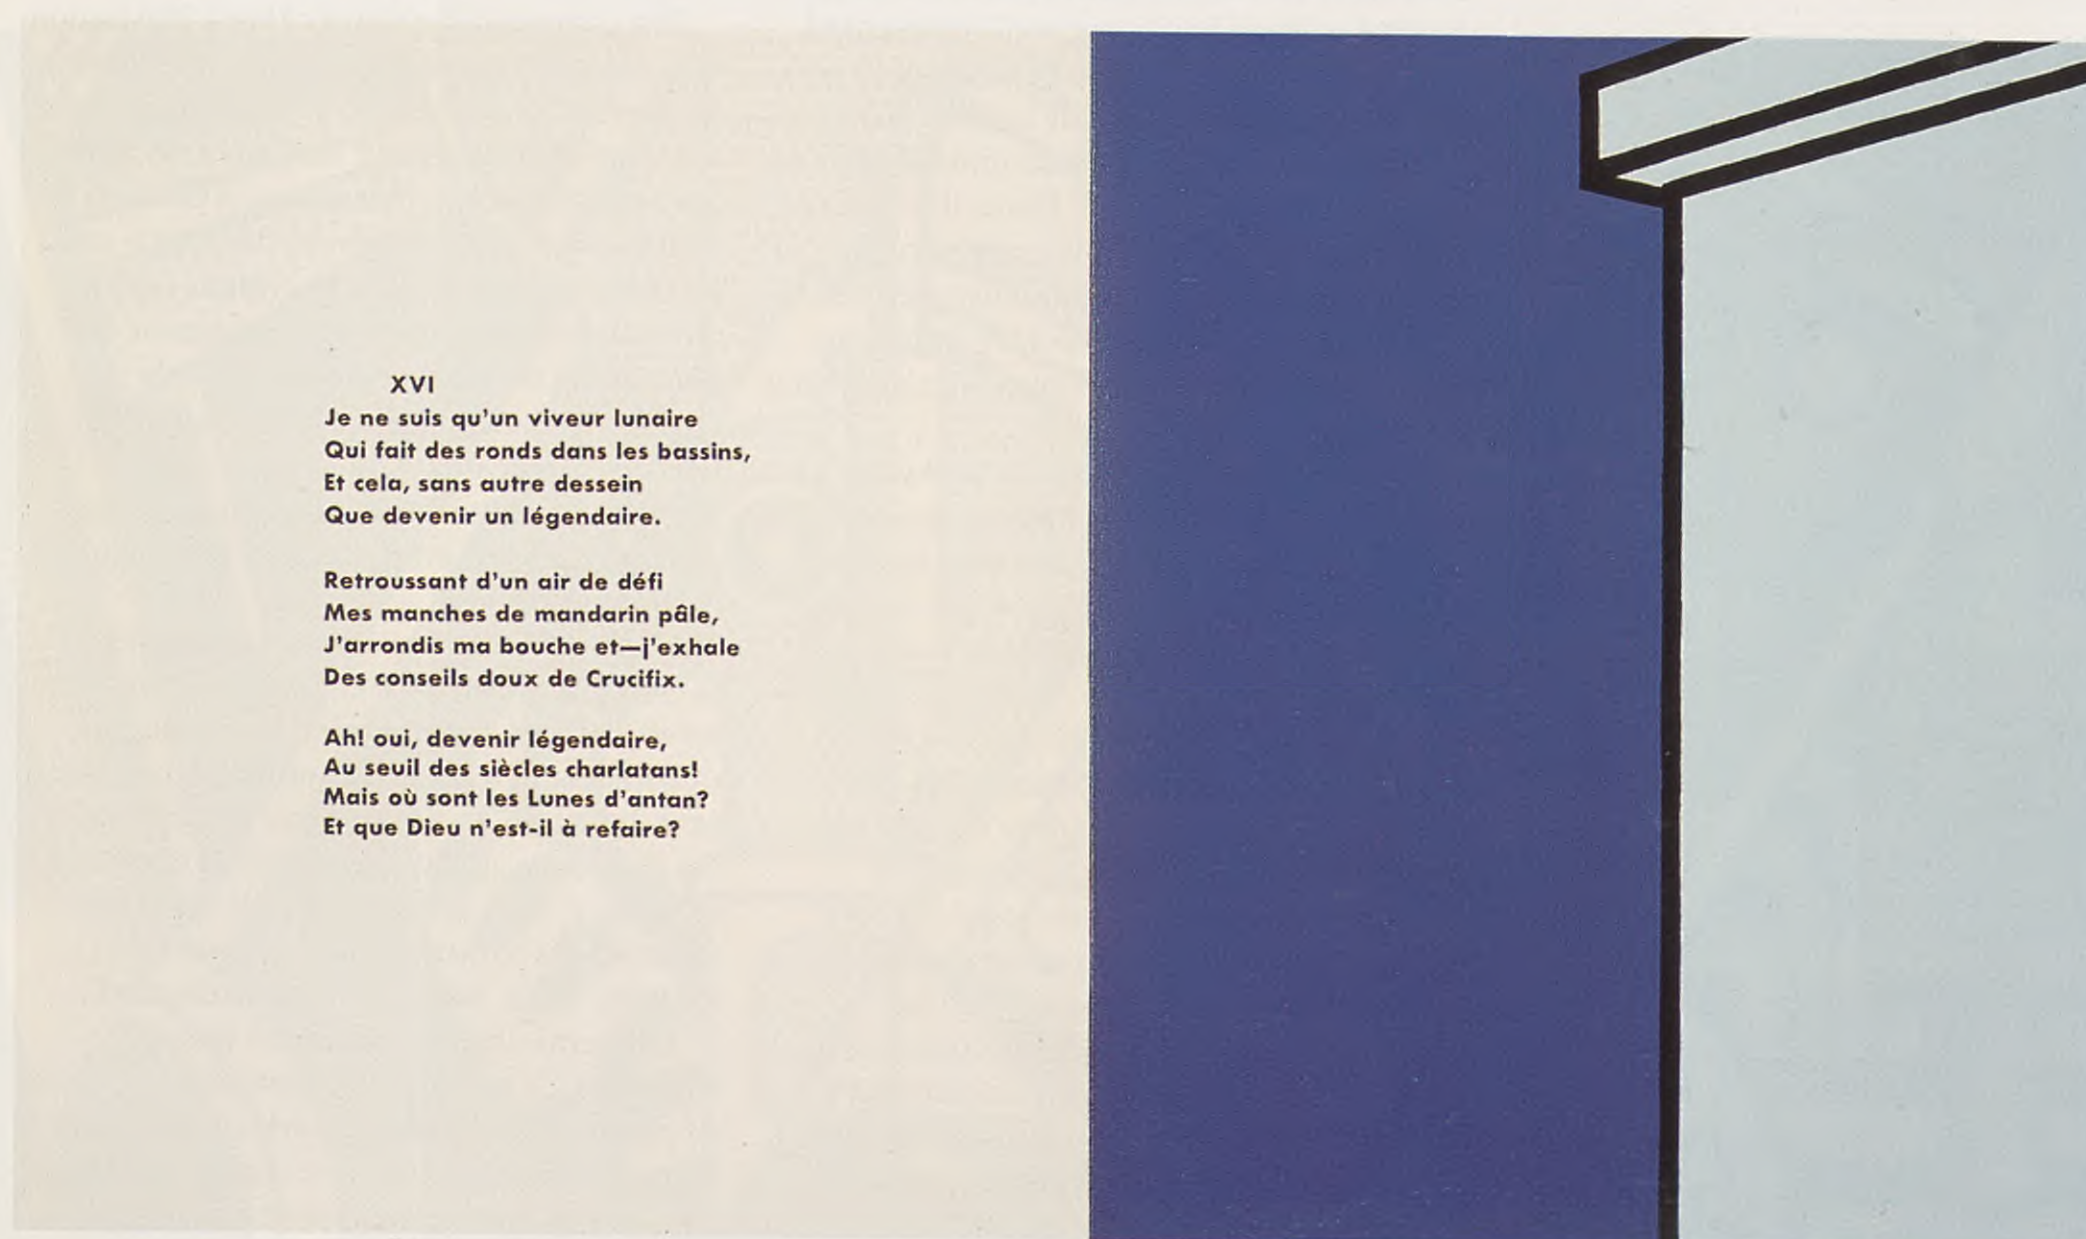 XVI
Je ne suis qu'un viveur lunaire
Qui fait des ronds dans les bassins,
Et cela, sans autre dessein
Que devenir un légendaire.
Retroussant d'un air de défi
Mes manches de mandarin pâle,
J'arrondis ma bouche et—j'exhale
Des conseils doux de Crucifix.
Ah! oui, devenir légendaire,
Au seuil des siècles charlatans!
Mais où sont les Lunes d'antan?
Et que Dieu n'est-il à refaire?